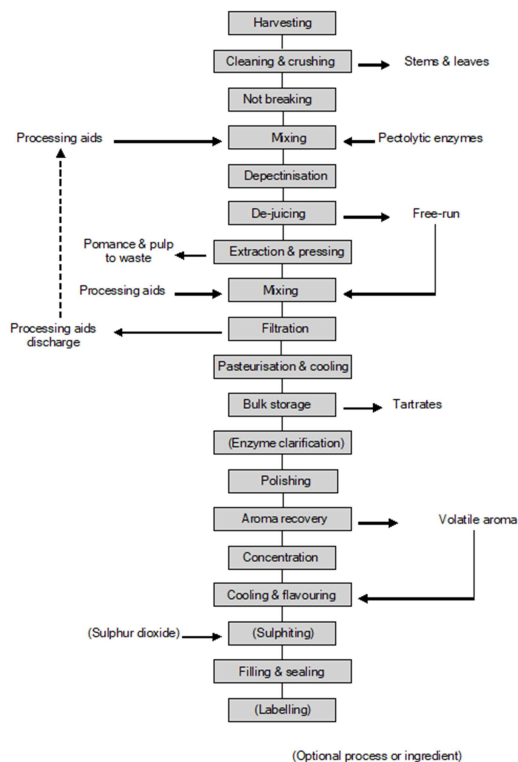 Harvesting
Cleaning & crushing
Stems & leaves
Not breaking
Processing aids
Mixing
Pectolytic enzymes
Depectinisation
De-juicing
Free-run
Pomance & pulp
to waste
Extraction & pressing
Processing aids
Mixing
Processing aids
discharge
Filtration
Pasteurisation & cooling
Bulk storage
Tartrates
(Enzyme clarification)
Polishing
Aroma recovery
Volatile aroma
Concentration
Cooling & flavouring
(Sulphur dioxide)
(Sulphiting)
Filling & sealing
(Labelling)
(Optional process or ingredient)